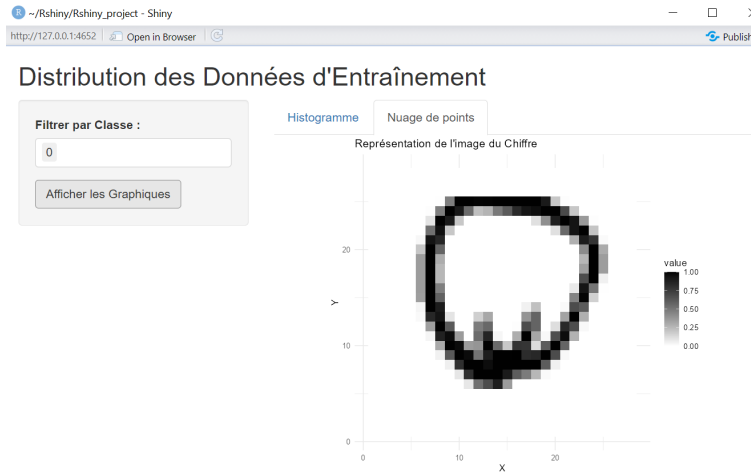 R ~/Rshiny/Rshiny_project - Shiny
http://127.0.0.1:4652 Open in Browser Publish
Distribution des Données d'Entraînement
Filtrer par Classe :
0
Afficher les Graphiques
Histogramme Nuage de points
Représentation de l'image du Chiffre
Y
20
10
0
0 10 20
X
value
1.00
0.75
0.50
0.25
0.00